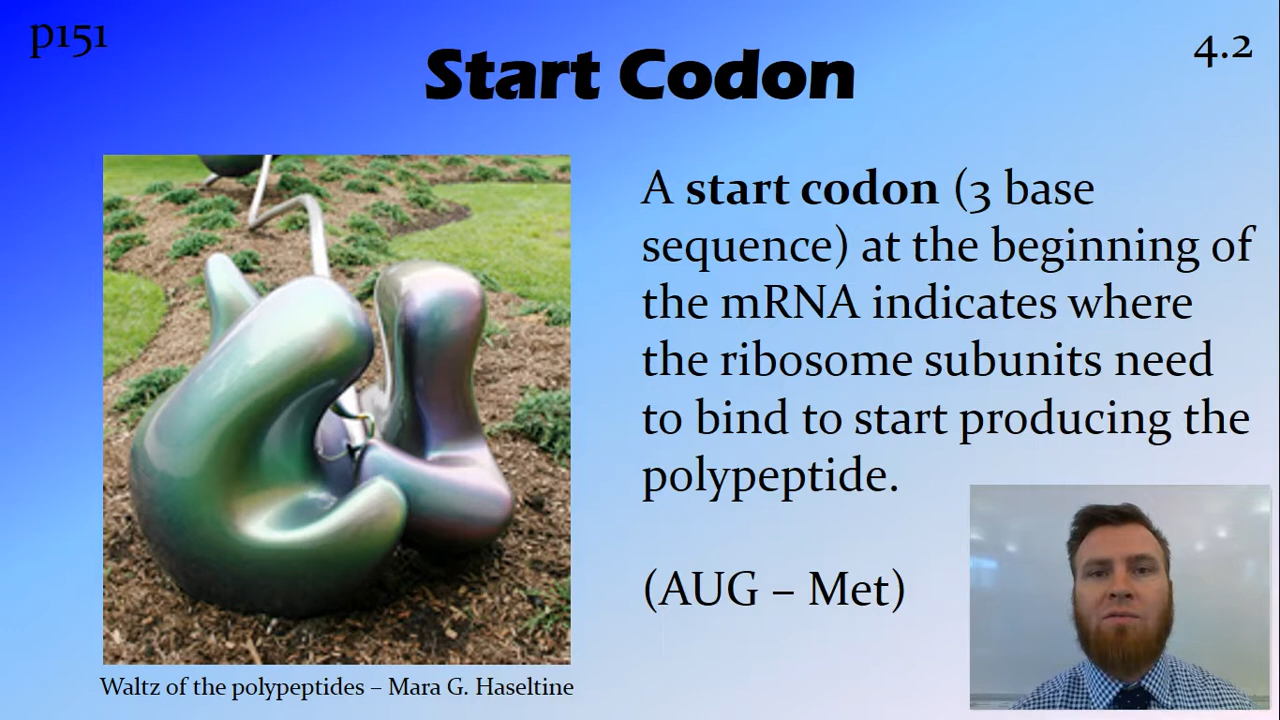 p151
4.2
Start Codon
A start codon (3 base
sequence) at the beginning of
the mRNA indicates where
the ribosome subunits need
to bind to start producing the
polypeptide.
(AUG – Met)
Waltz of the polypeptides – Mara G. Haseltine